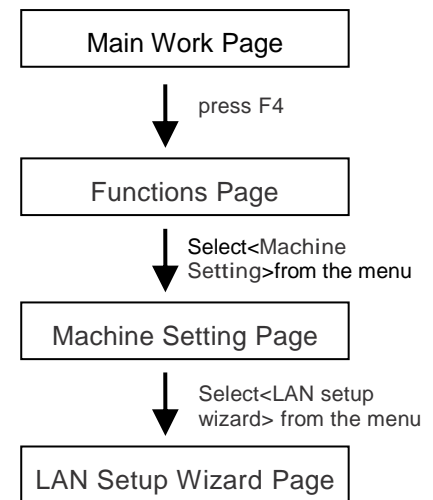 Main Work Page
press F4
Functions Page
Select<Machine
Setting>from the menu
Machine Setting Page
Select<LAN setup
wizard> from the menu
LAN Setup Wizard Page